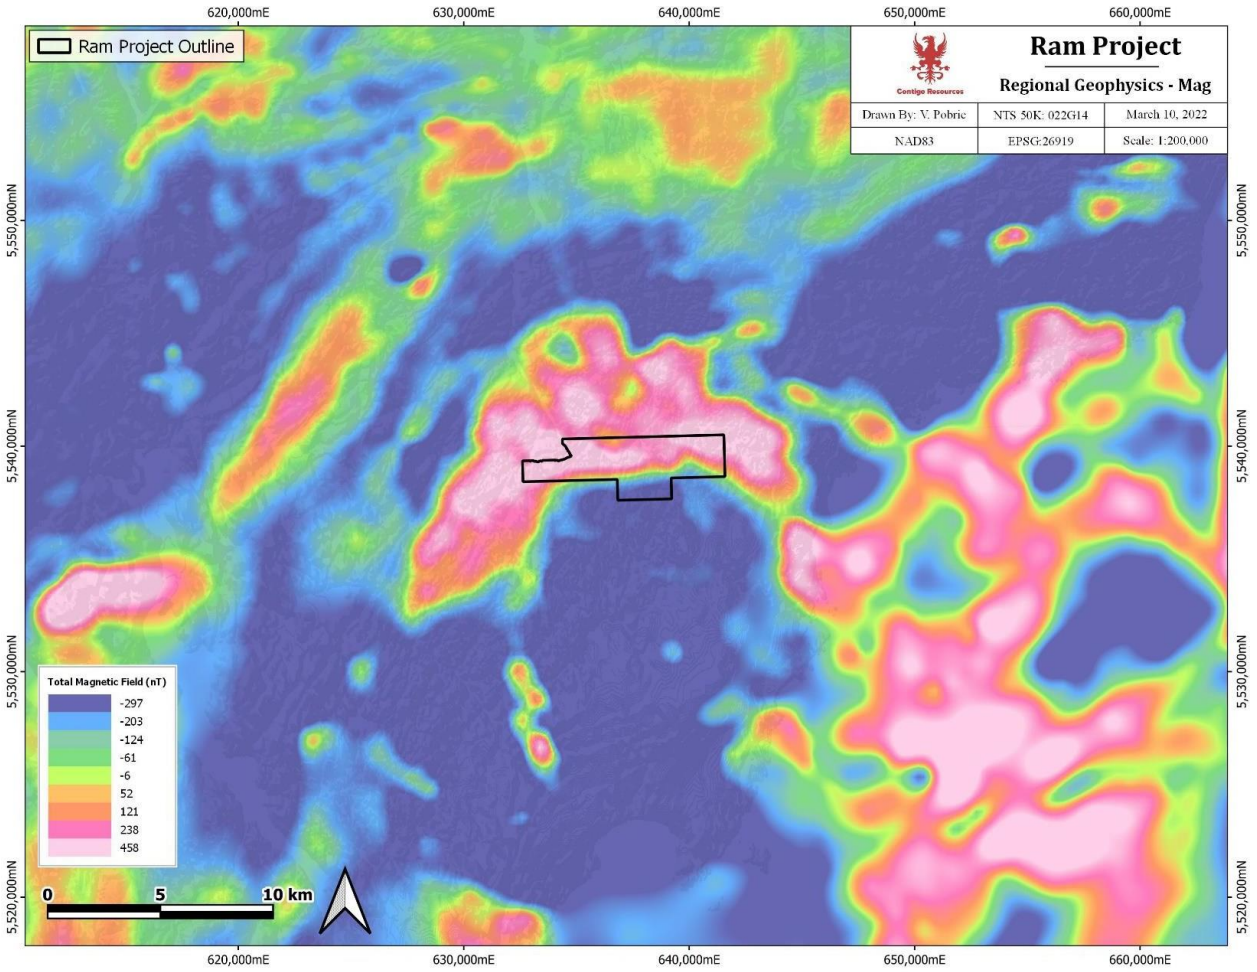 620,000mE
630,000mE
640,000mE
650,000mE
660,000mE
Ram Project Outline
Contigo Resources
Ram Project
Regional Geophysics - Mag
Drawn By: V. Pobric
NTS 50K: 022G14
March 10, 2022
NAD83
EPSG:26919
Scale: 1:200,000
5,550,000mN
5,550,000mN
5,540,000mN
5,540,000mN
5,530,000mN
5,530,000mN
5,520,000mN
5,520,000mN
Total Magnetic Field (nT)
-297
-203
-124
-61
-6
52
121
238
458
0
5
10 km
620,000mE
630,000mE
640,000mE
650,000mE
660,000mE